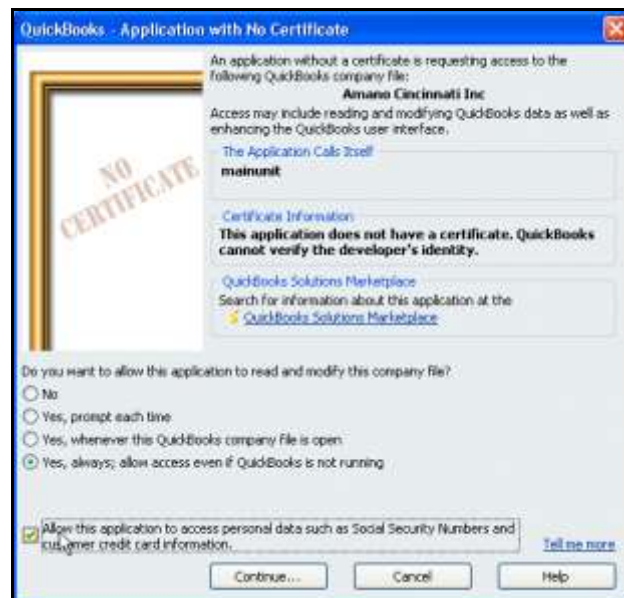 QuickBooks - Application with No Certificate
An application without a certificate is requesting access to the
following QuickBooks company file:
Amano Cincinnati Inc
Access may include reading and modifying QuickBooks data as well as
enhancing the QuickBooks user interface.
The Application Calls Itself
mainunit
NO
CERTIFICATE
Certificate Information
This application does not have a certificate. QuickBooks
cannot verify the developer's identity.
QuickBooks Solutions Marketplace
Search for information about this application at the
QuickBooks Solutions Marketplace
Do you want to allow this application to read and modify this company file?
No
Yes, prompt each time
Yes, whenever this QuickBooks company file is open
Yes, always; allow access even if QuickBooks is not running
Allow this application to access personal data such as Social Security Numbers and
customer credit card information.
Tell me more
Continue...
Cancel
Help